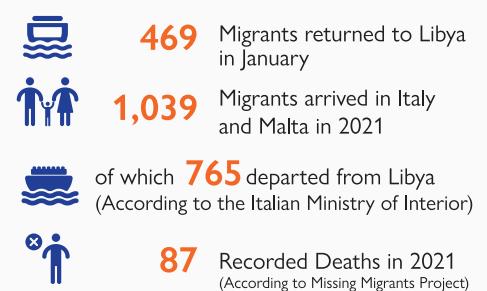 469 Migrants returned to Libya
in January
1,039 Migrants arrived in Italy
and Malta in 2021
of which 765 departed from Libya
(According to the Italian Ministry of Interior)
87 Recorded Deaths in 2021
(According to Missing Migrants Project)